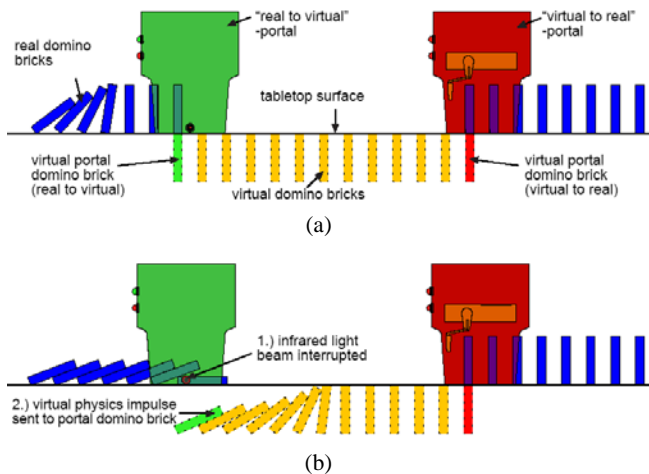 "real to virtual"
-portal
"virtual to real"
-portal
real domino
bricks
tabletop surface
virtual portal
domino brick
(real to virtual)
virtual domino bricks
virtual portal
domino brick
(virtual to real)
(a)
1.) infrared light
beam interrupted
2.) virtual physics impulse
sent to portal domino brick
(b)